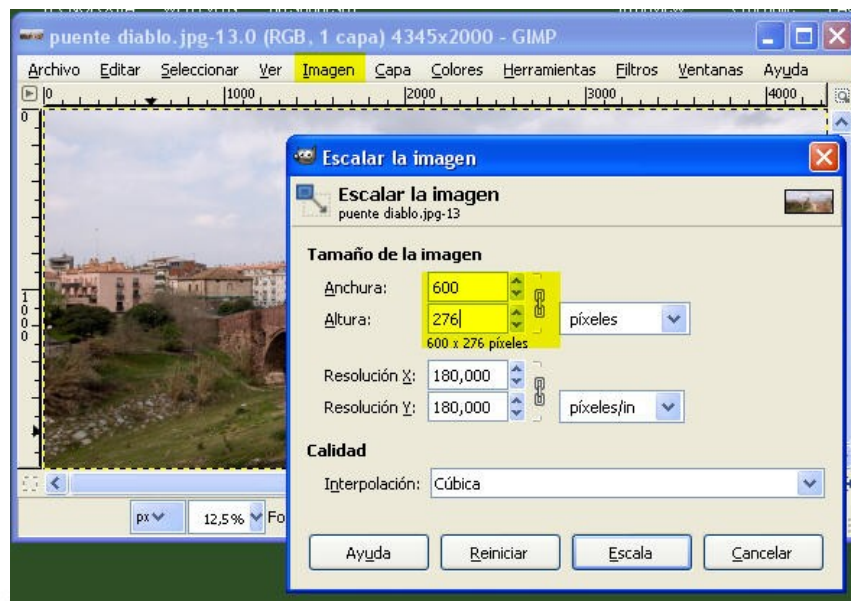 puente diablo.jpg-13.0 (RGB, 1 capa) 4345x2000 - GIMP
Archivo Editar Seleccionar Ver Imagen Capa Colores Herramientas Filtros Ventanas Ayuda
0 1000 2000 3000 4000
0
1000
Escalar la imagen
Escalar la imagen
puente diablo.jpg-13
Tamaño de la imagen
Anchura: 600
Altura: 276 píxeles
600 x 276 píxeles
Resolución X: 180,000
Resolución Y: 180,000 píxeles/in
Calidad
Interpolación: Cúbica
px 12,5% Fo
Ayuda Reiniciar Escala Cancelar